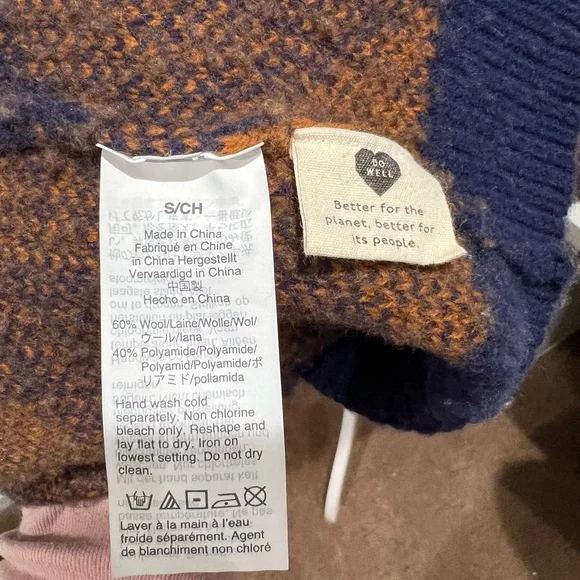 S/CH
Made in China
Fabriqué en Chine
in China Hergestellt
Vervaardigd in China
中国製
Hecho en China
60% Wool/Laine/Wolle/Wol/
ウール/lana
40% Polyamide/Polyamide/
Polyamid/Polyamide/ポ
リアミド/poliamida
Hand wash cold
separately. Non chlorine
bleach only. Reshape and
lay flat to dry. Iron on
lowest setting. Do not dry
clean.
Laver à la main à l'eau
froide séparément. Agent
de blanchiment non chloré
DO
WELL
Better for the
planet, better for
its people.